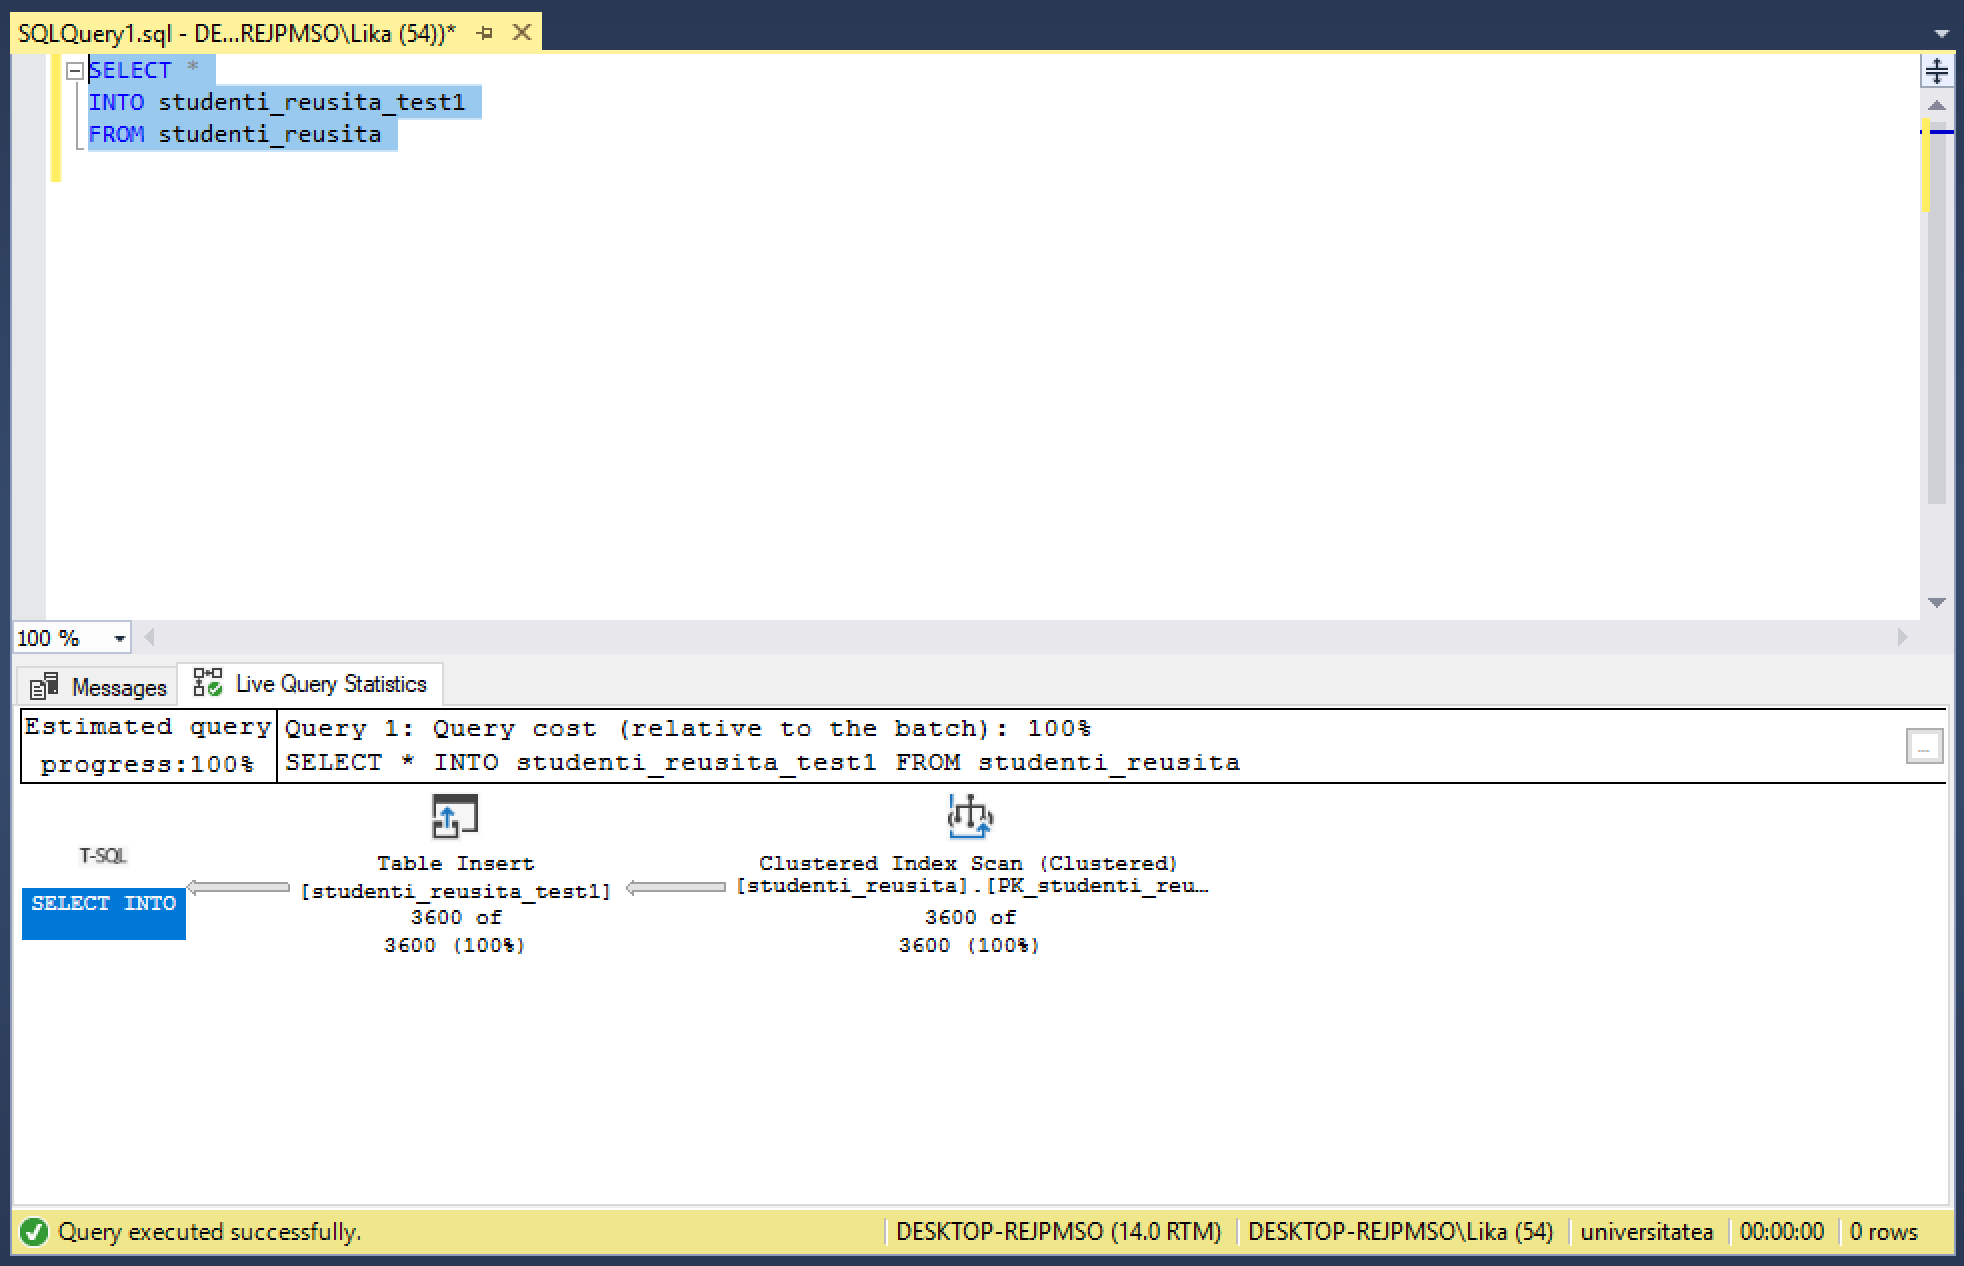 SQLQuery1.sql - DE...REJPMSO\Lika (54))*
SELECT *
INTO studenti_reusita_test1
FROM studenti_reusita
100 %
Messages
Live Query Statistics
Estimated query progress:100%
Query 1: Query cost (relative to the batch): 100%
SELECT * INTO studenti_reusita_test1 FROM studenti_reusita
...
T-SQL
SELECT INTO
Table Insert
[studenti_reusita_test1]
3600 of
3600 (100%)
Clustered Index Scan (Clustered)
[studenti_reusita].[PK_studenti_reu…
3600 of
3600 (100%)
Query executed successfully.
DESKTOP-REJPMSO (14.0 RTM)
DESKTOP-REJPMSO\Lika (54)
universitatea
00:00:00
0 rows